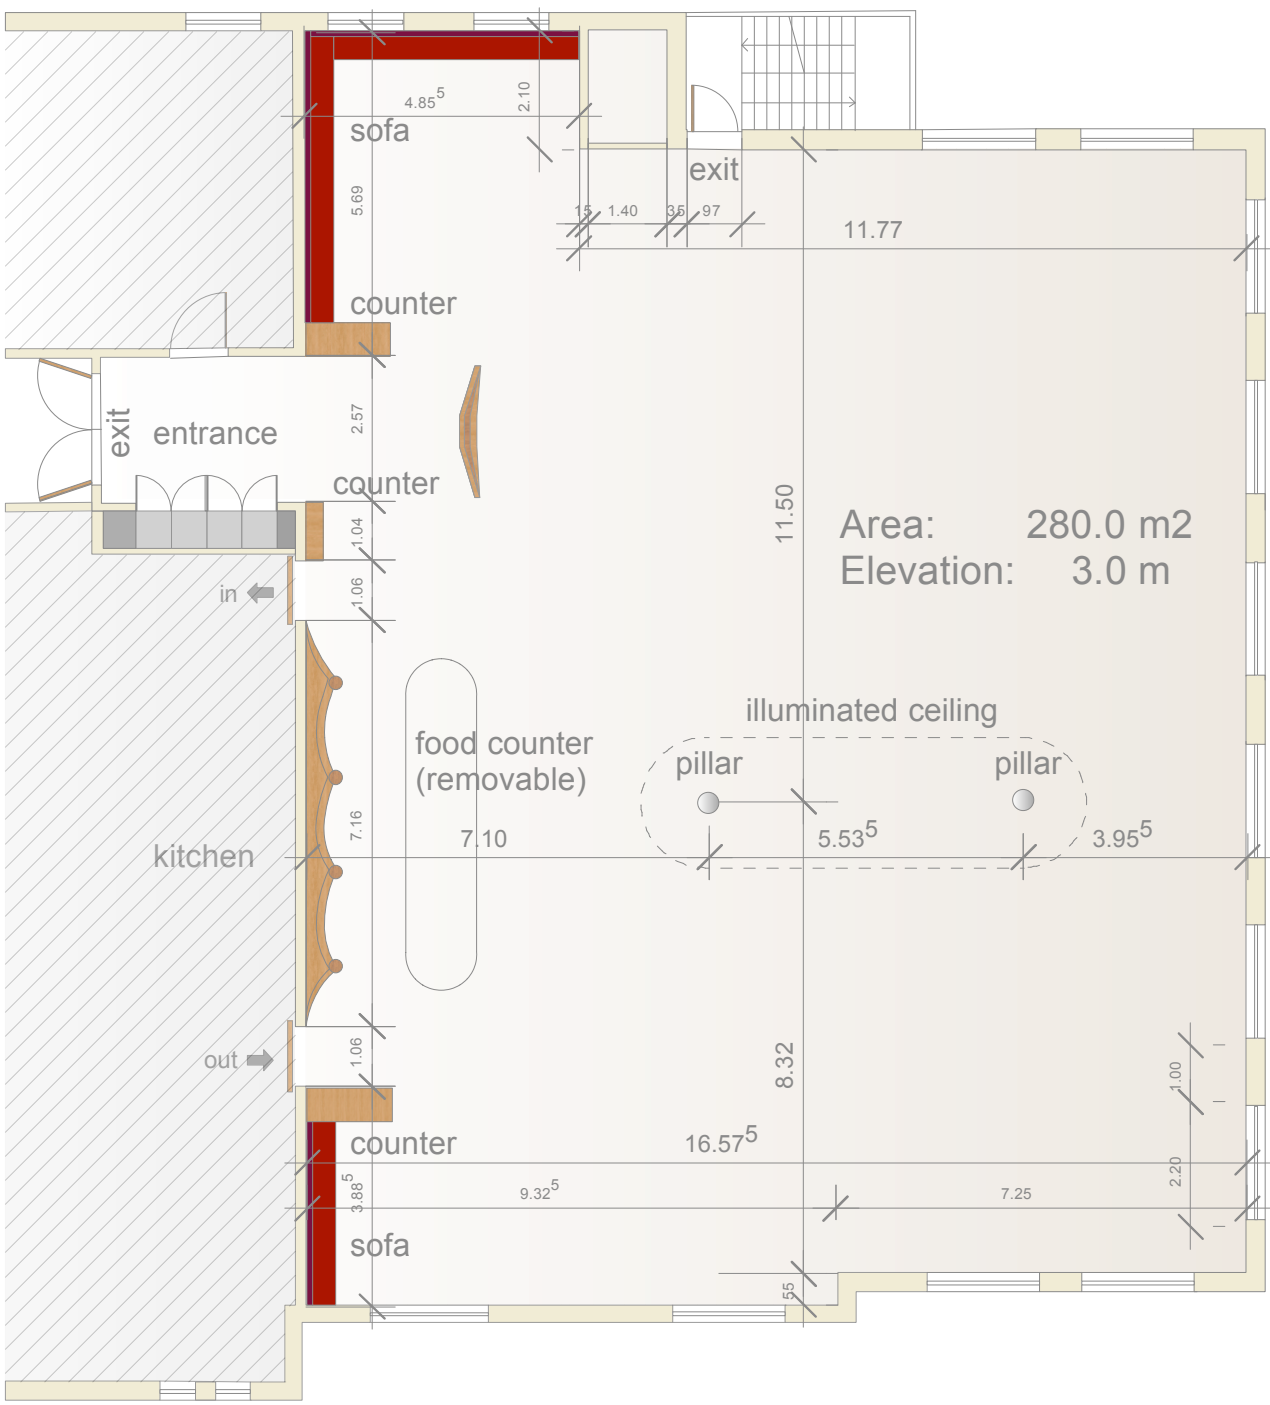 4.85⁵
2.10
sofa
5.69
exit
15
1.40
35
97
11.77
counter
2.57
exit
entrance
counter
11.50
Area: 280.0 m2
Elevation: 3.0 m
1.04
in
1.06
illuminated ceiling
food counter
(removable)
pillar
pillar
7.16
7.10
5.53⁵
3.95⁵
kitchen
out
1.06
8.32
1.00
counter
16.57⁵
3.88⁵
9.32⁵
7.25
2.20
sofa
55